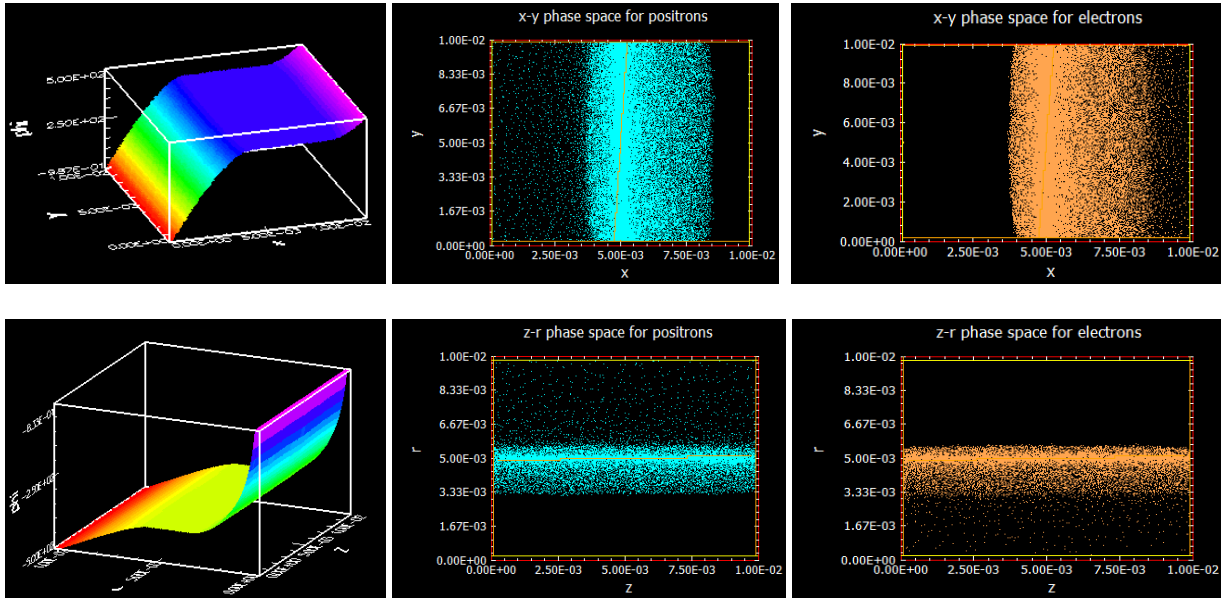 5.00E+02
2.50E+02
phi
Y
x
x-y phase space for positrons
1.00E-02
8.33E-03
6.67E-03
y
5.00E-03
3.33E-03
1.67E-03
0.00E+00
0.00E+00 2.50E-03 5.00E-03 7.50E-03 1.00E-02
x
x-y phase space for electrons
1.00E-02
8.33E-03
6.67E-03
y
5.00E-03
3.33E-03
1.67E-03
0.00E+00
0.00E+00 2.50E-03 5.00E-03 7.50E-03 1.00E-02
x
z-r phase space for positrons
1.00E-02
8.33E-03
6.67E-03
r
5.00E-03
3.33E-03
1.67E-03
0.00E+00
0.00E+00 2.50E-03 5.00E-03 7.50E-03 1.00E-02
z
z-r phase space for electrons
1.00E-02
8.33E-03
6.67E-03
r
5.00E-03
3.33E-03
1.67E-03
0.00E+00
0.00E+00 2.50E-03 5.00E-03 7.50E-03 1.00E-02
z